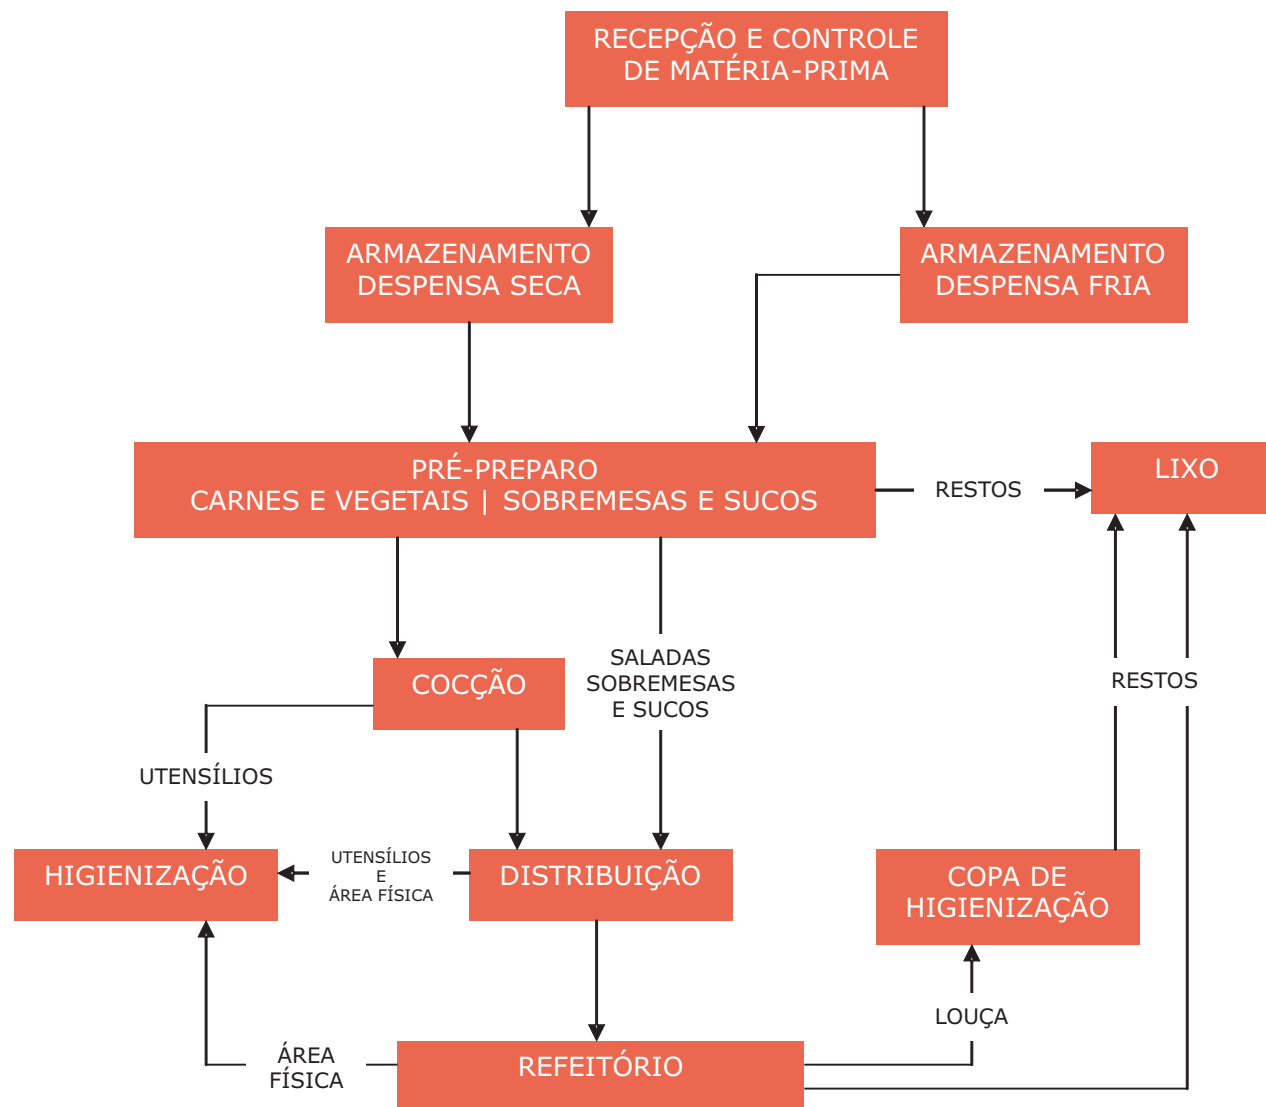 RECEPÇÃO E CONTROLE
DE MATÉRIA-PRIMA
ARMAZENAMENTO
DESPENSA SECA
ARMAZENAMENTO
DESPENSA FRIA
PRÉ-PREPARO
CARNES E VEGETAIS | SOBREMESAS E SUCOS
RESTOS
LIXO
COCÇÃO
SALADAS
SOBREMESAS
E SUCOS
RESTOS
UTENSÍLIOS
HIGIENIZAÇÃO
UTENSÍLIOS
E
ÁREA FÍSICA
DISTRIBUIÇÃO
COPA DE
HIGIENIZAÇÃO
LOUÇA
ÁREA
FÍSICA
REFEITÓRIO